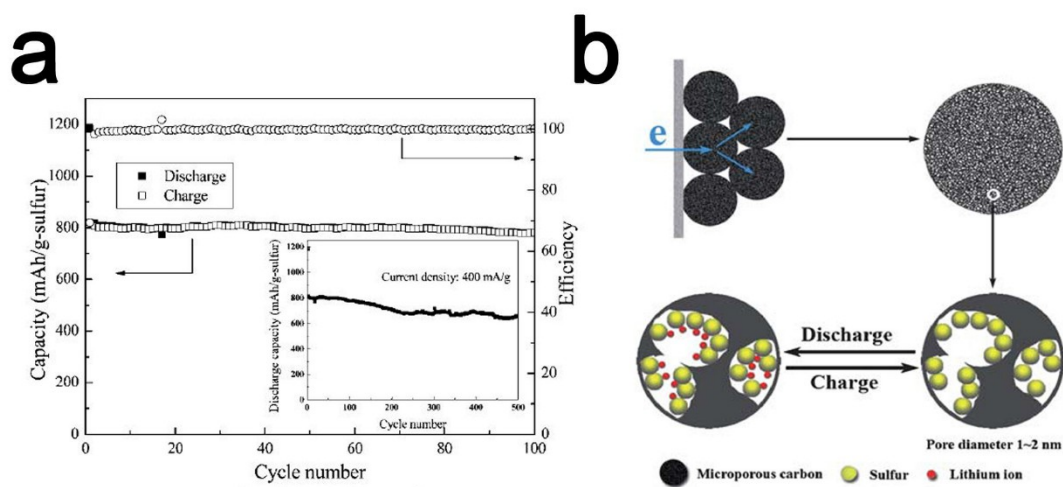 a
1200
1000
800
600
400
200
0
Capacity (mAh/g-sulfur)
Discharge
Charge
100
80
60
40
20
0
Efficiency
0
20
40
60
80
100
Cycle number
1200
1000
800
600
400
200
0
Discharge capacity (mAh/g-sulfur)
Current density: 400 mA/g
0
100
200
300
400
500
Cycle number
b
e
Discharge
Charge
Pore diameter 1~2 nm
Microporous carbon
Sulfur
Lithium ion